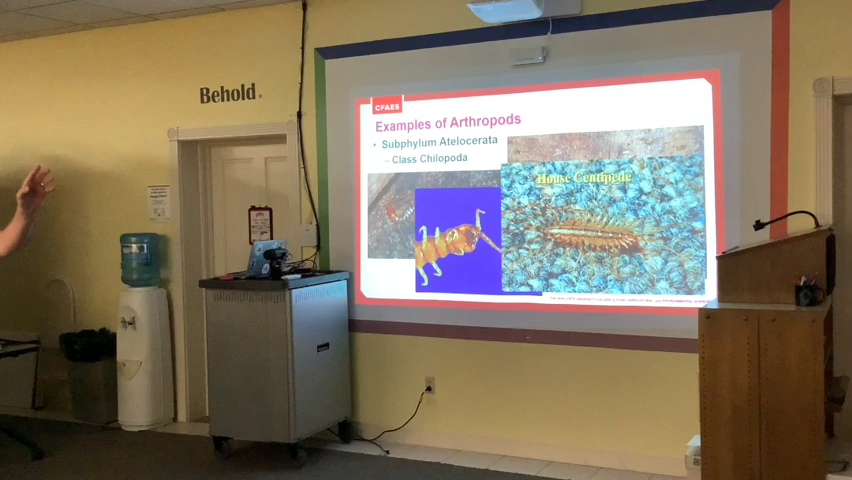 Behold.
CFAES
Examples of Arthropods
• Subphylum Atelocerata
– Class Chilopoda
House Centipede